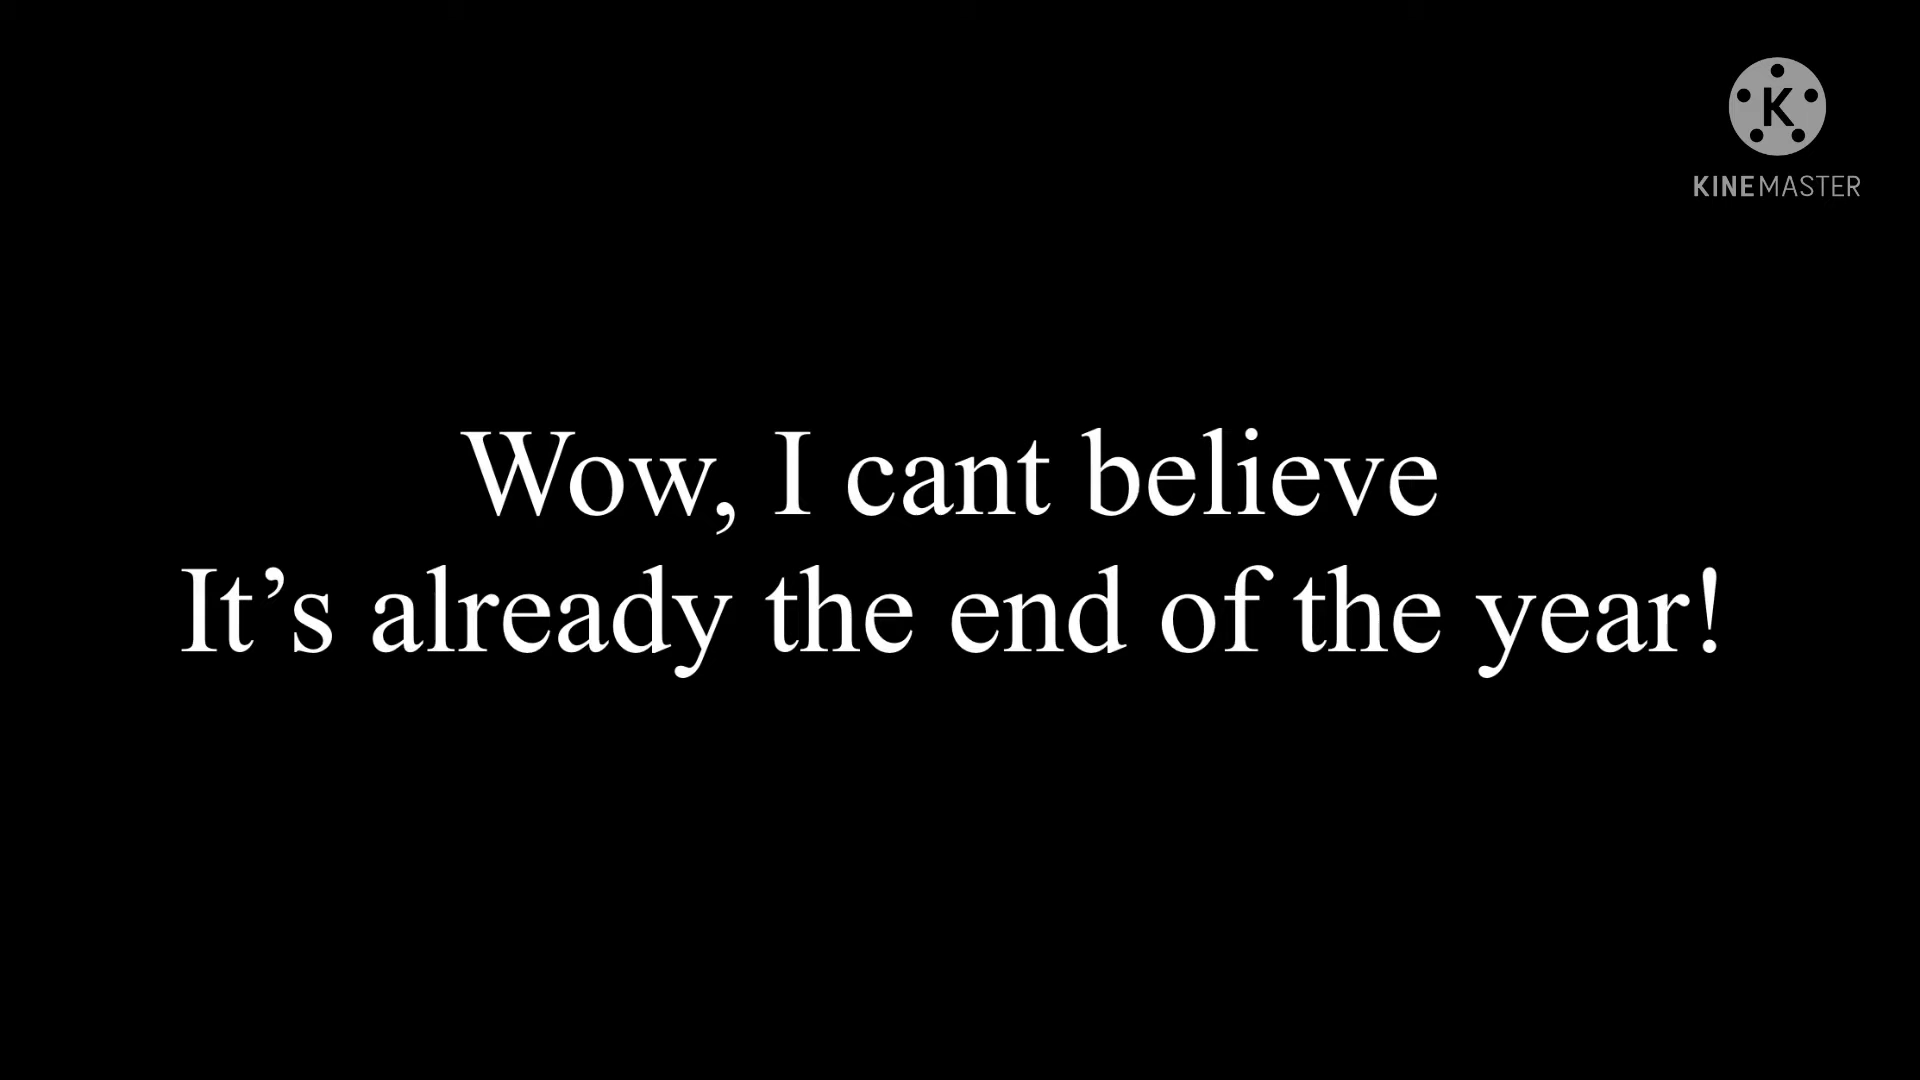 K
KINEMASTER
Wow, I cant believe
It’s already the end of the year!